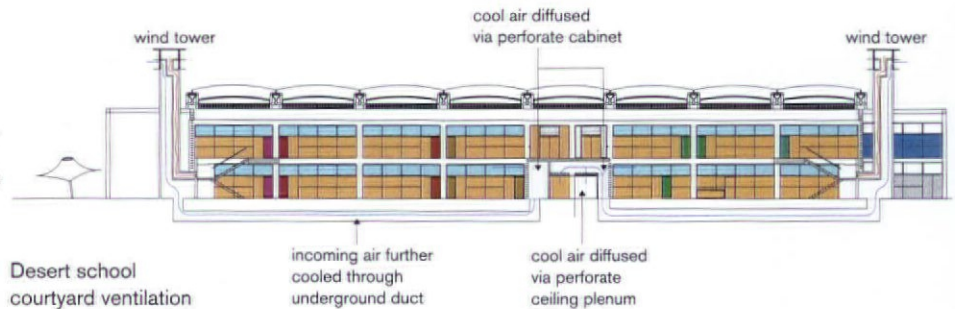 cool air diffused
via perforate cabinet
wind tower
wind tower
incoming air further
cooled through
underground duct
cool air diffused
via perforate
ceiling plenum
Desert school
courtyard ventilation